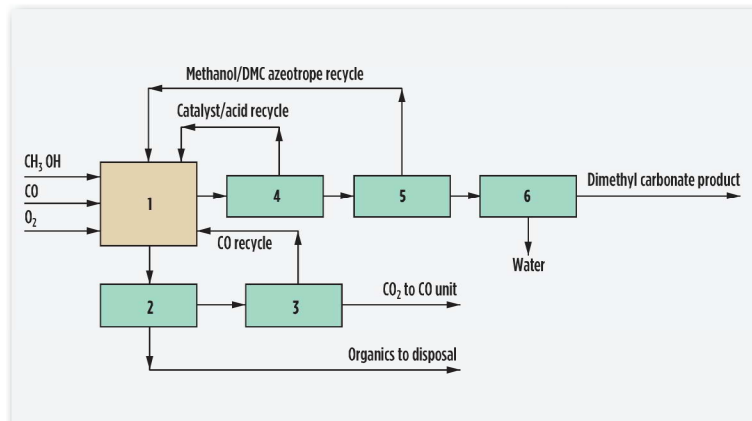 Methanol/DMC azeotrope recycle
Catalyst/acid recycle
CH₃ OH
CO
O₂
1
4
5
6
Dimethyl carbonate product
CO recycle
Water
2
3
CO₂ to CO unit
Organics to disposal